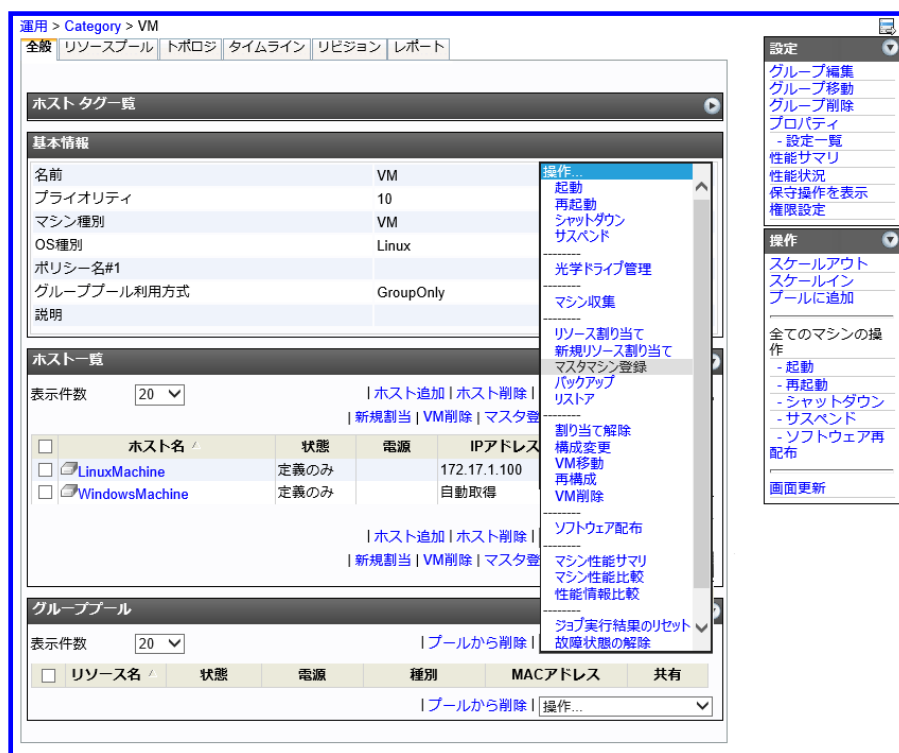 運用 > Category > VM
全般 リソースプール トポロジ タイムライン リビジョン レポート
ホスト タグ一覧
基本情報
名前 VM
プライオリティ 10
マシン種別 VM
OS種別 Linux
ポリシー名#1
グループプール利用方式 GroupOnly
説明
ホスト一覧
表示件数 20 | ホスト追加 | ホスト削除 |
| 新規割当 | VM削除 | マスタ登
ホスト名 状態 電源 IPアドレス
LinuxMachine 定義のみ 172.17.1.100
WindowsMachine 定義のみ 自動取得
| ホスト追加 | ホスト削除 |
| 新規割当 | VM削除 | マスタ登
グループプール
表示件数 20 | プールから削除 |
リソース名 状態 電源 種別 MACアドレス 共有
| プールから削除 | 操作...
操作...
起動
再起動
シャットダウン
サスペンド
--------
光学ドライブ管理
--------
マシン収集
--------
リソース割り当て
新規リソース割り当て
マスタマシン登録
バックアップ
リストア
--------
割り当て解除
構成変更
VM移動
再構成
VM削除
--------
ソフトウェア配布
--------
マシン性能サマリ
マシン性能比較
性能情報比較
--------
ジョブ実行結果のリセット
故障状態の解除
設定
グループ編集
グループ移動
グループ削除
プロパティ
- 設定一覧
性能サマリ
性能状況
保守操作を表示
権限設定
操作
スケールアウト
スケールイン
プールに追加
全てのマシンの操
作
- 起動
- 再起動
- シャットダウン
- サスペンド
- ソフトウェア再
配布
画面更新